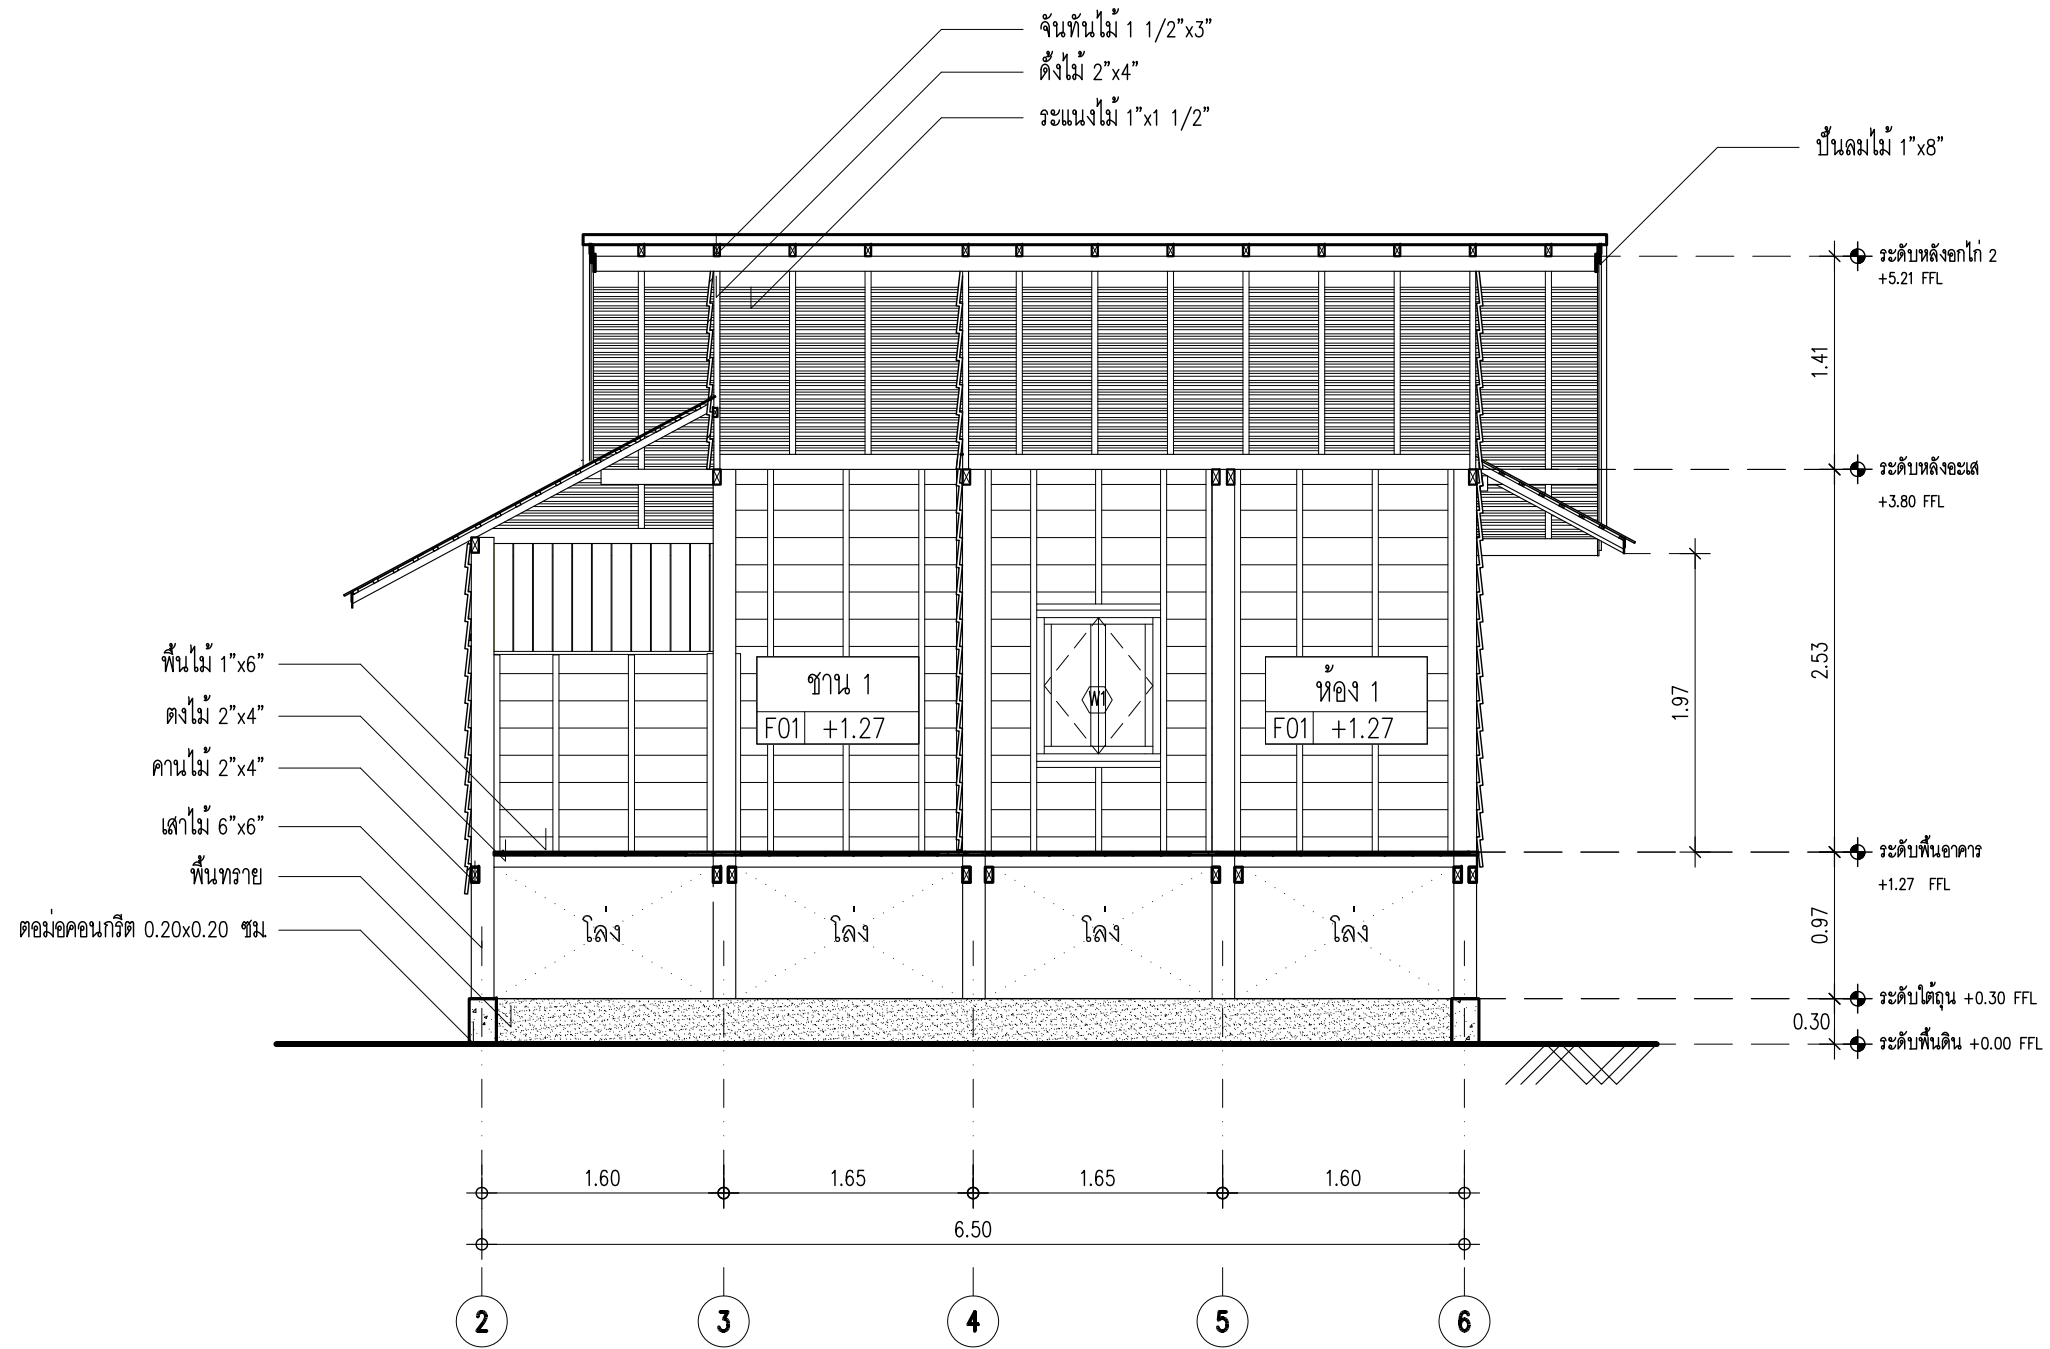 จันทันไม้ 1 1/2"x3"
ดั้งไม้ 2"x4"
ระแนงไม้ 1"x1 1/2"
ปั้นลมไม้ 1"x8"
ระดับหลังอกไก่ 2
+5.21 FFL
1.41
ระดับหลังอะเส
+3.80 FFL
2.53
1.97
พื้นไม้ 1"x6"
ตงไม้ 2"x4"
คานไม้ 2"x4"
เสาไม้ 6"x6"
พื้นทราย
ตอม่อคอนกรีต 0.20x0.20 ซม.
ชาน 1
F01 +1.27
W1
ห้อง 1
F01 +1.27
ระดับพื้นอาคาร
+1.27 FFL
0.97
โล่ง โล่ง โล่ง โล่ง
ระดับใต้ถุน +0.30 FFL
0.30
ระดับพื้นดิน +0.00 FFL
1.60 1.65 1.65 1.60
6.50
2 3 4 5 6